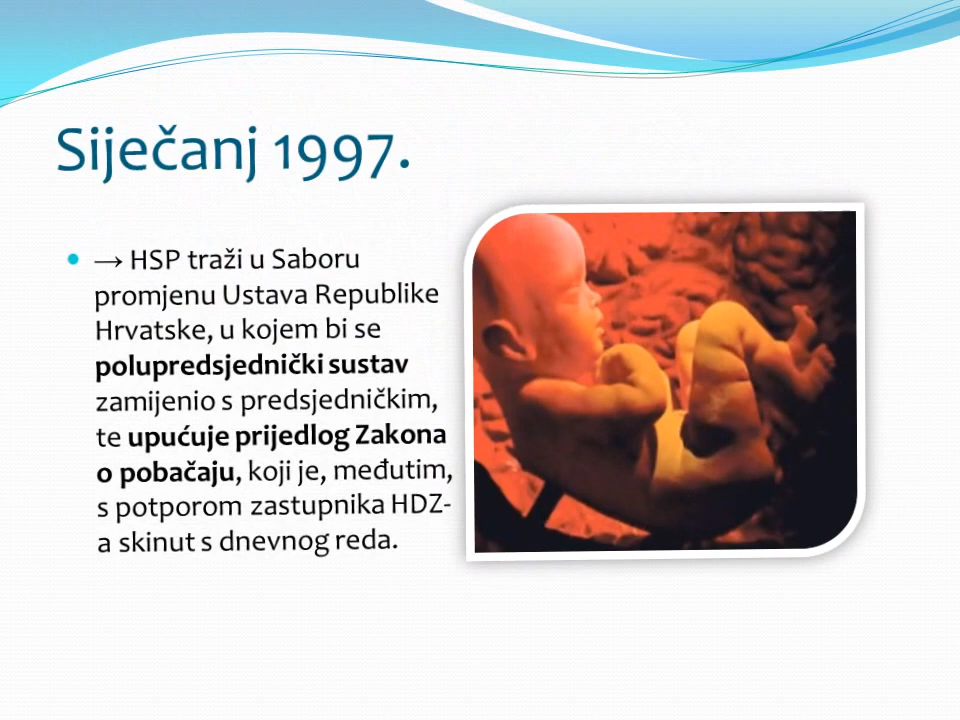 Siječanj 1997.
→ HSP traži u Saboru
promjenu Ustava Republike
Hrvatske, u kojem bi se
polupredsjednički sustav
zamijenio s predsjedničkim,
te upućuje prijedlog Zakona
o pobačaju, koji je, međutim,
s potporom zastupnika HDZ-
a skinut s dnevnog reda.